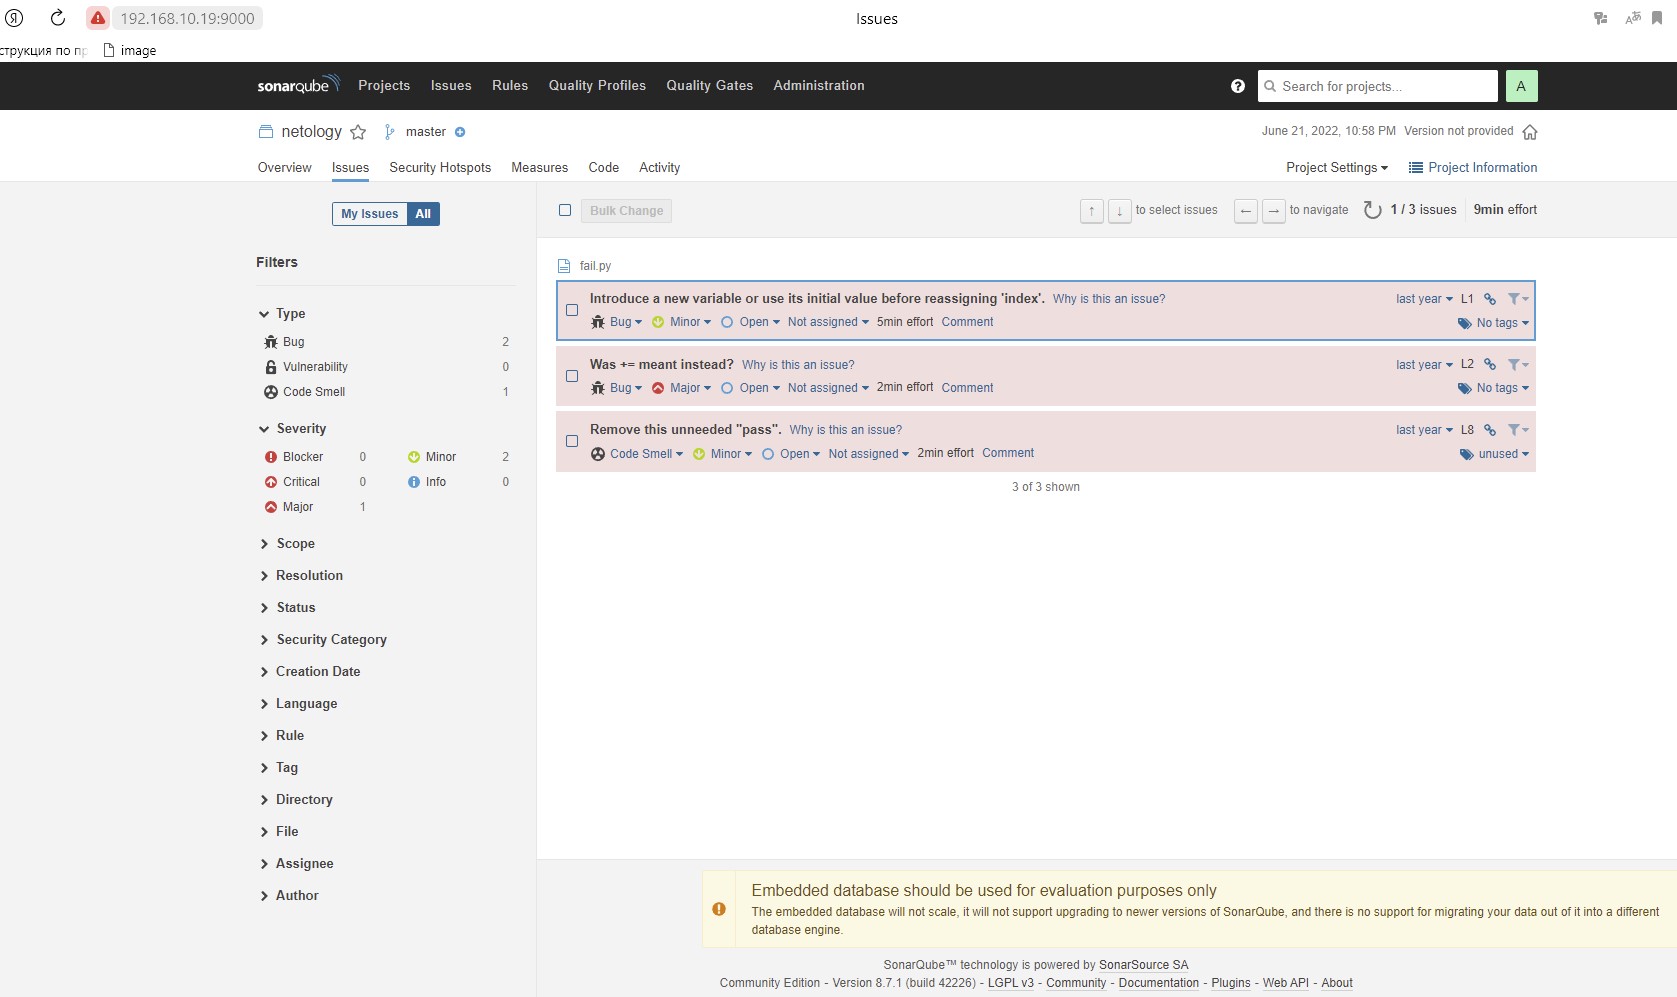 192.168.10.19:9000
Issues
струкция по
image
sonarqube Projects Issues Rules Quality Profiles Quality Gates Administration
Search for projects...
A
netology master
June 21, 2022, 10:58 PM Version not provided
Overview Issues Security Hotspots Measures Code Activity
Project Settings Project Information
My Issues All
Bulk Change
↑ ↓ to select issues ← → to navigate 1 / 3 issues 9min effort
Filters
Type
Bug 2
Vulnerability 0
Code Smell 1
Severity
Blocker 0 Minor 2
Critical 0 Info 0
Major 1
Scope
Resolution
Status
Security Category
Creation Date
Language
Rule
Tag
Directory
File
Assignee
Author
fail.py
Introduce a new variable or use its initial value before reassigning 'index'. Why is this an issue? last year L1
Bug Minor Open Not assigned 5min effort Comment No tags
Was += meant instead? Why is this an issue? last year L2
Bug Major Open Not assigned 2min effort Comment No tags
Remove this unneeded "pass". Why is this an issue? last year L8
Code Smell Minor Open Not assigned 2min effort Comment unused
3 of 3 shown
Embedded database should be used for evaluation purposes only
The embedded database will not scale, it will not support upgrading to newer versions of SonarQube, and there is no support for migrating your data out of it into a different
database engine.
SonarQube™ technology is powered by SonarSource SA
Community Edition - Version 8.7.1 (build 42226) - LGPL v3 - Community - Documentation - Plugins - Web API - About